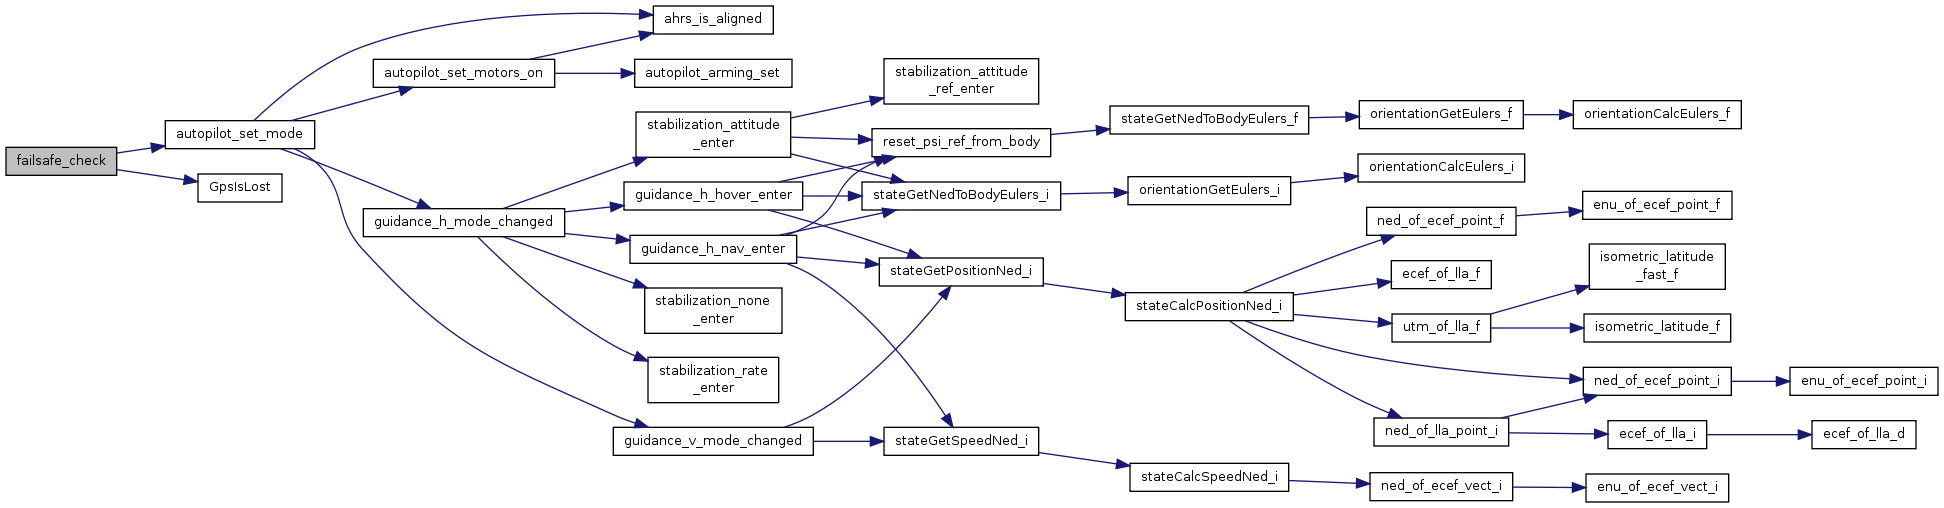 failsafe_check
autopilot_set_mode
GpsIsLost
ahrs_is_aligned
autopilot_set_motors_on
autopilot_arming_set
guidance_h_mode_changed
stabilization_attitude
_enter
guidance_h_hover_enter
guidance_h_nav_enter
stabilization_none
_enter
stabilization_rate
_enter
guidance_v_mode_changed
stabilization_attitude
_ref_enter
reset_psi_ref_from_body
stateGetNedToBodyEulers_i
stateGetPositionNed_i
stateGetSpeedNed_i
stateGetNedToBodyEulers_f
orientationGetEulers_i
stateCalcPositionNed_i
stateCalcSpeedNed_i
orientationGetEulers_f
orientationCalcEulers_i
ned_of_ecef_point_f
ecef_of_lla_f
utm_of_lla_f
ned_of_lla_point_i
ned_of_ecef_vect_i
orientationCalcEulers_f
enu_of_ecef_point_f
isometric_latitude
_fast_f
isometric_latitude_f
ned_of_ecef_point_i
ecef_of_lla_i
enu_of_ecef_vect_i
enu_of_ecef_point_i
ecef_of_lla_d